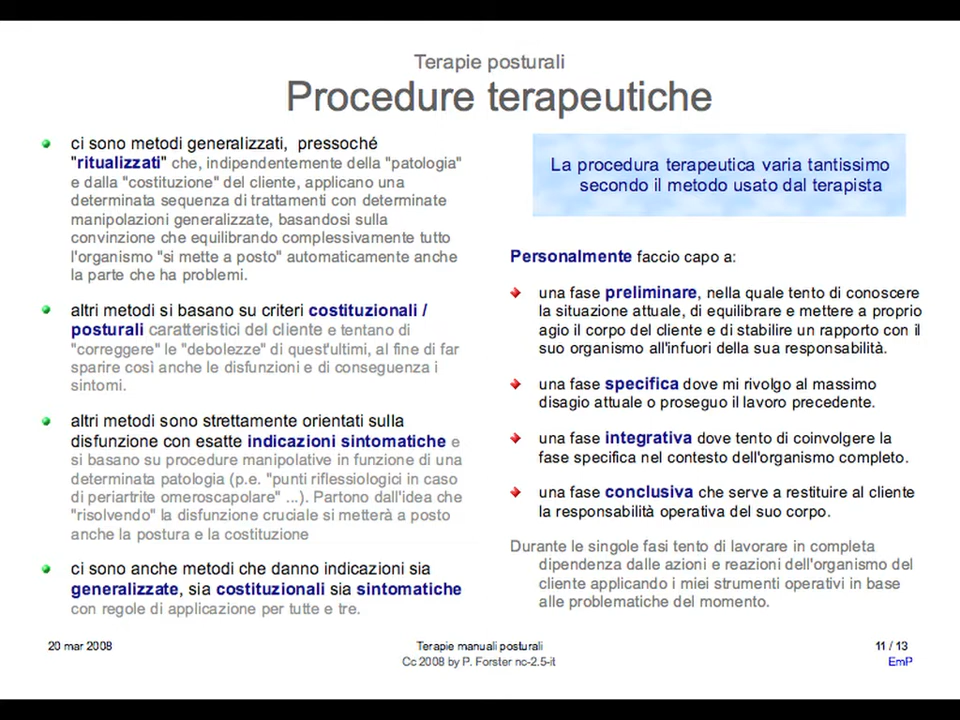 Terapie posturali
Procedure terapeutiche
ci sono metodi generalizzati, pressoché
"ritualizzati" che, indipendentemente della "patologia"
e dalla "costituzione" del cliente, applicano una
determinata sequenza di trattamenti con determinate
manipolazioni generalizzate, basandosi sulla
convinzione che equilibrando complessivamente tutto
l'organismo "si mette a posto" automaticamente anche
la parte che ha problemi.
altri metodi si basano su criteri costituzionali /
posturali caratteristici del cliente e tentano di
"correggere" le "debolezze" di quest'ultimi, al fine di far
sparire così anche le disfunzioni e di conseguenza i
sintomi.
altri metodi sono strettamente orientati sulla
disfunzione con esatte indicazioni sintomatiche e
si basano su procedure manipolative in funzione di una
determinata patologia (p.e. "punti riflessiologici in caso
di periartrite omeroscapolare" ...). Partono dall'idea che
"risolvendo" la disfunzione cruciale si metterà a posto
anche la postura e la costituzione
ci sono anche metodi che danno indicazioni sia
generalizzate, sia costituzionali sia sintomatiche
con regole di applicazione per tutte e tre.
La procedura terapeutica varia tantissimo
secondo il metodo usato dal terapista
Personalmente faccio capo a:
una fase preliminare, nella quale tento di conoscere
la situazione attuale, di equilibrare e mettere a proprio
agio il corpo del cliente e di stabilire un rapporto con il
suo organismo all'infuori della sua responsabilità.
una fase specifica dove mi rivolgo al massimo
disagio attuale o proseguo il lavoro precedente.
una fase integrativa dove tento di coinvolgere la
fase specifica nel contesto dell'organismo completo.
una fase conclusiva che serve a restituire al cliente
la responsabilità operativa del suo corpo.
Durante le singole fasi tento di lavorare in completa
dipendenza dalle azioni e reazioni dell'organismo del
cliente applicando i miei strumenti operativi in base
alle problematiche del momento.
20 mar 2008
Terapie manuali posturali
Cc 2008 by P. Forster nc-2.5-it
11 / 13
EmP